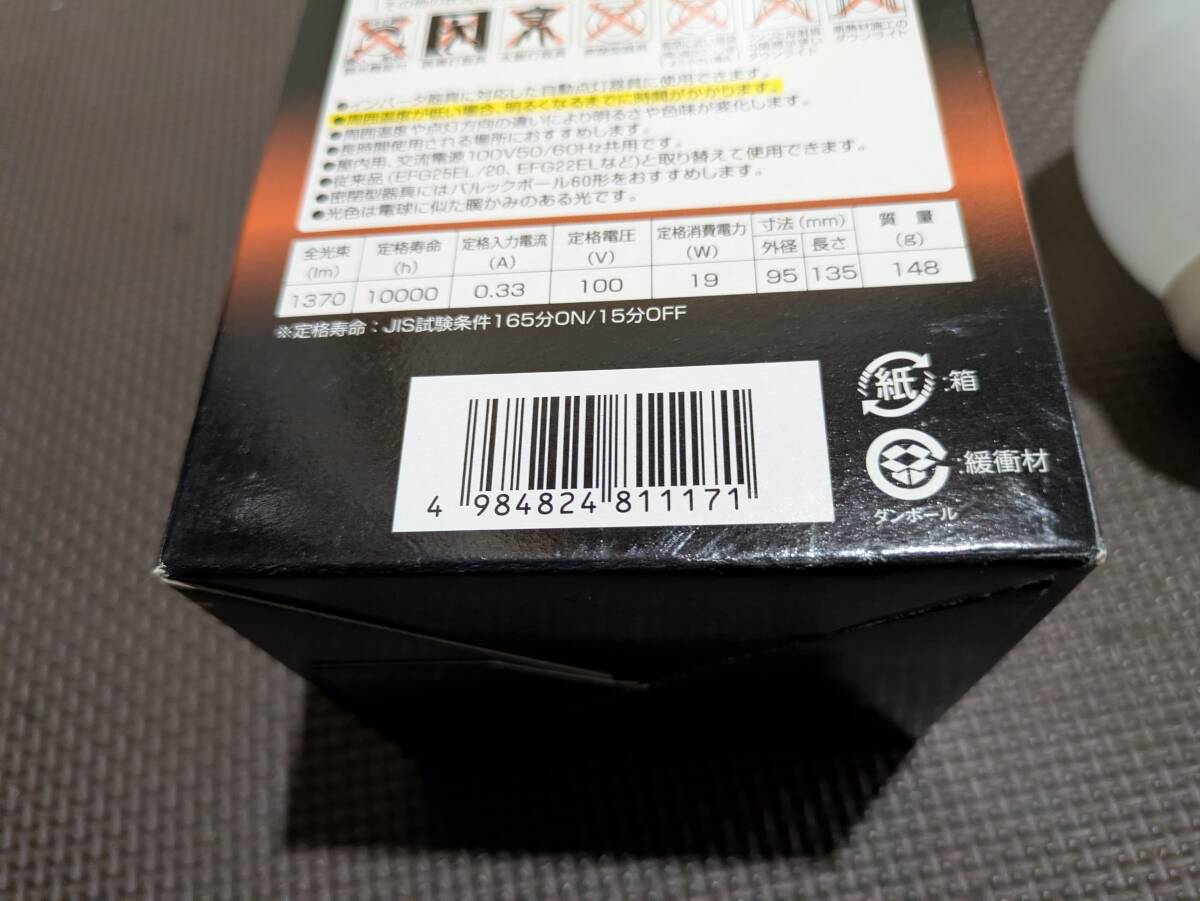 ●インバータ器具に対応した自動点灯器具に使用できます。
●周囲温度が低い場合、明るくなるまでに時間がかかります。
●周囲温度や点灯方向の違いにより明るさや色味が変化します。
●長時間使用される場所におすすめします。
●屋内用、交流電源100V50/60Hz共用です。
●従来品(EFG25EL/20、EFG22ELなど)と取り替えて使用できます。
●密閉型器具にはパルックボール60形をおすすめします。
●光色は電球に似た暖かみのある光です。
全光束 (lm) 定格寿命 (h) 定格入力電流 (A) 定格電圧 (V) 定格消費電力 (W) 寸法(mm) 外径 長さ 質量 (g)
1370 10000 0.33 100 19 95 135 148
※定格寿命:JIS試験条件165分ON/15分OFF
紙 :箱
:緩衝材
ダンボール
4 984824 811171